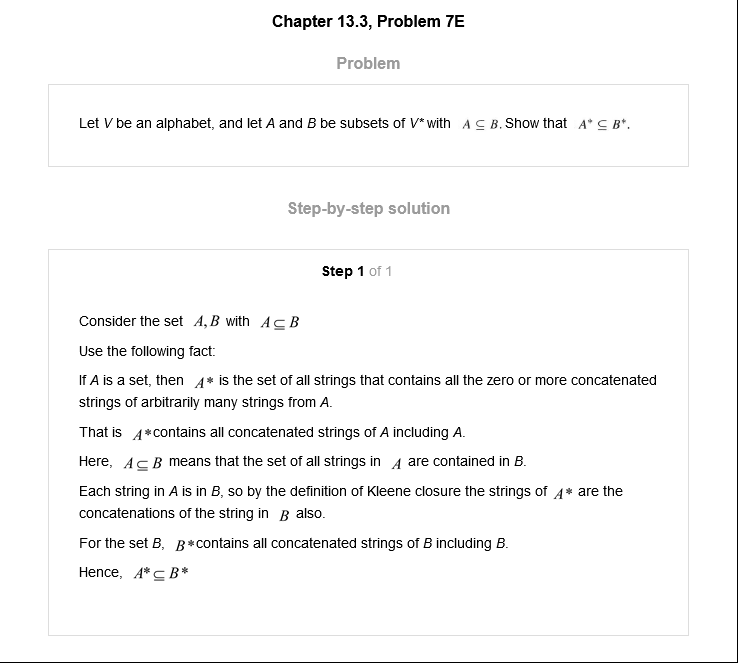 Chapter 13.3, Problem 7E
Problem
Let V be an alphabet, and let A and B be subsets of V* with A ⊆ B. Show that A* ⊆ B*.
Step-by-step solution
Step 1 of 1
Consider the set A, B with A ⊆ B
Use the following fact:
If A is a set, then A* is the set of all strings that contains all the zero or more concatenated
strings of arbitrarily many strings from A.
That is A* contains all concatenated strings of A including A.
Here, A ⊆ B means that the set of all strings in A are contained in B.
Each string in A is in B, so by the definition of Kleene closure the strings of A* are the
concatenations of the string in B also.
For the set B, B* contains all concatenated strings of B including B.
Hence, A* ⊆ B*